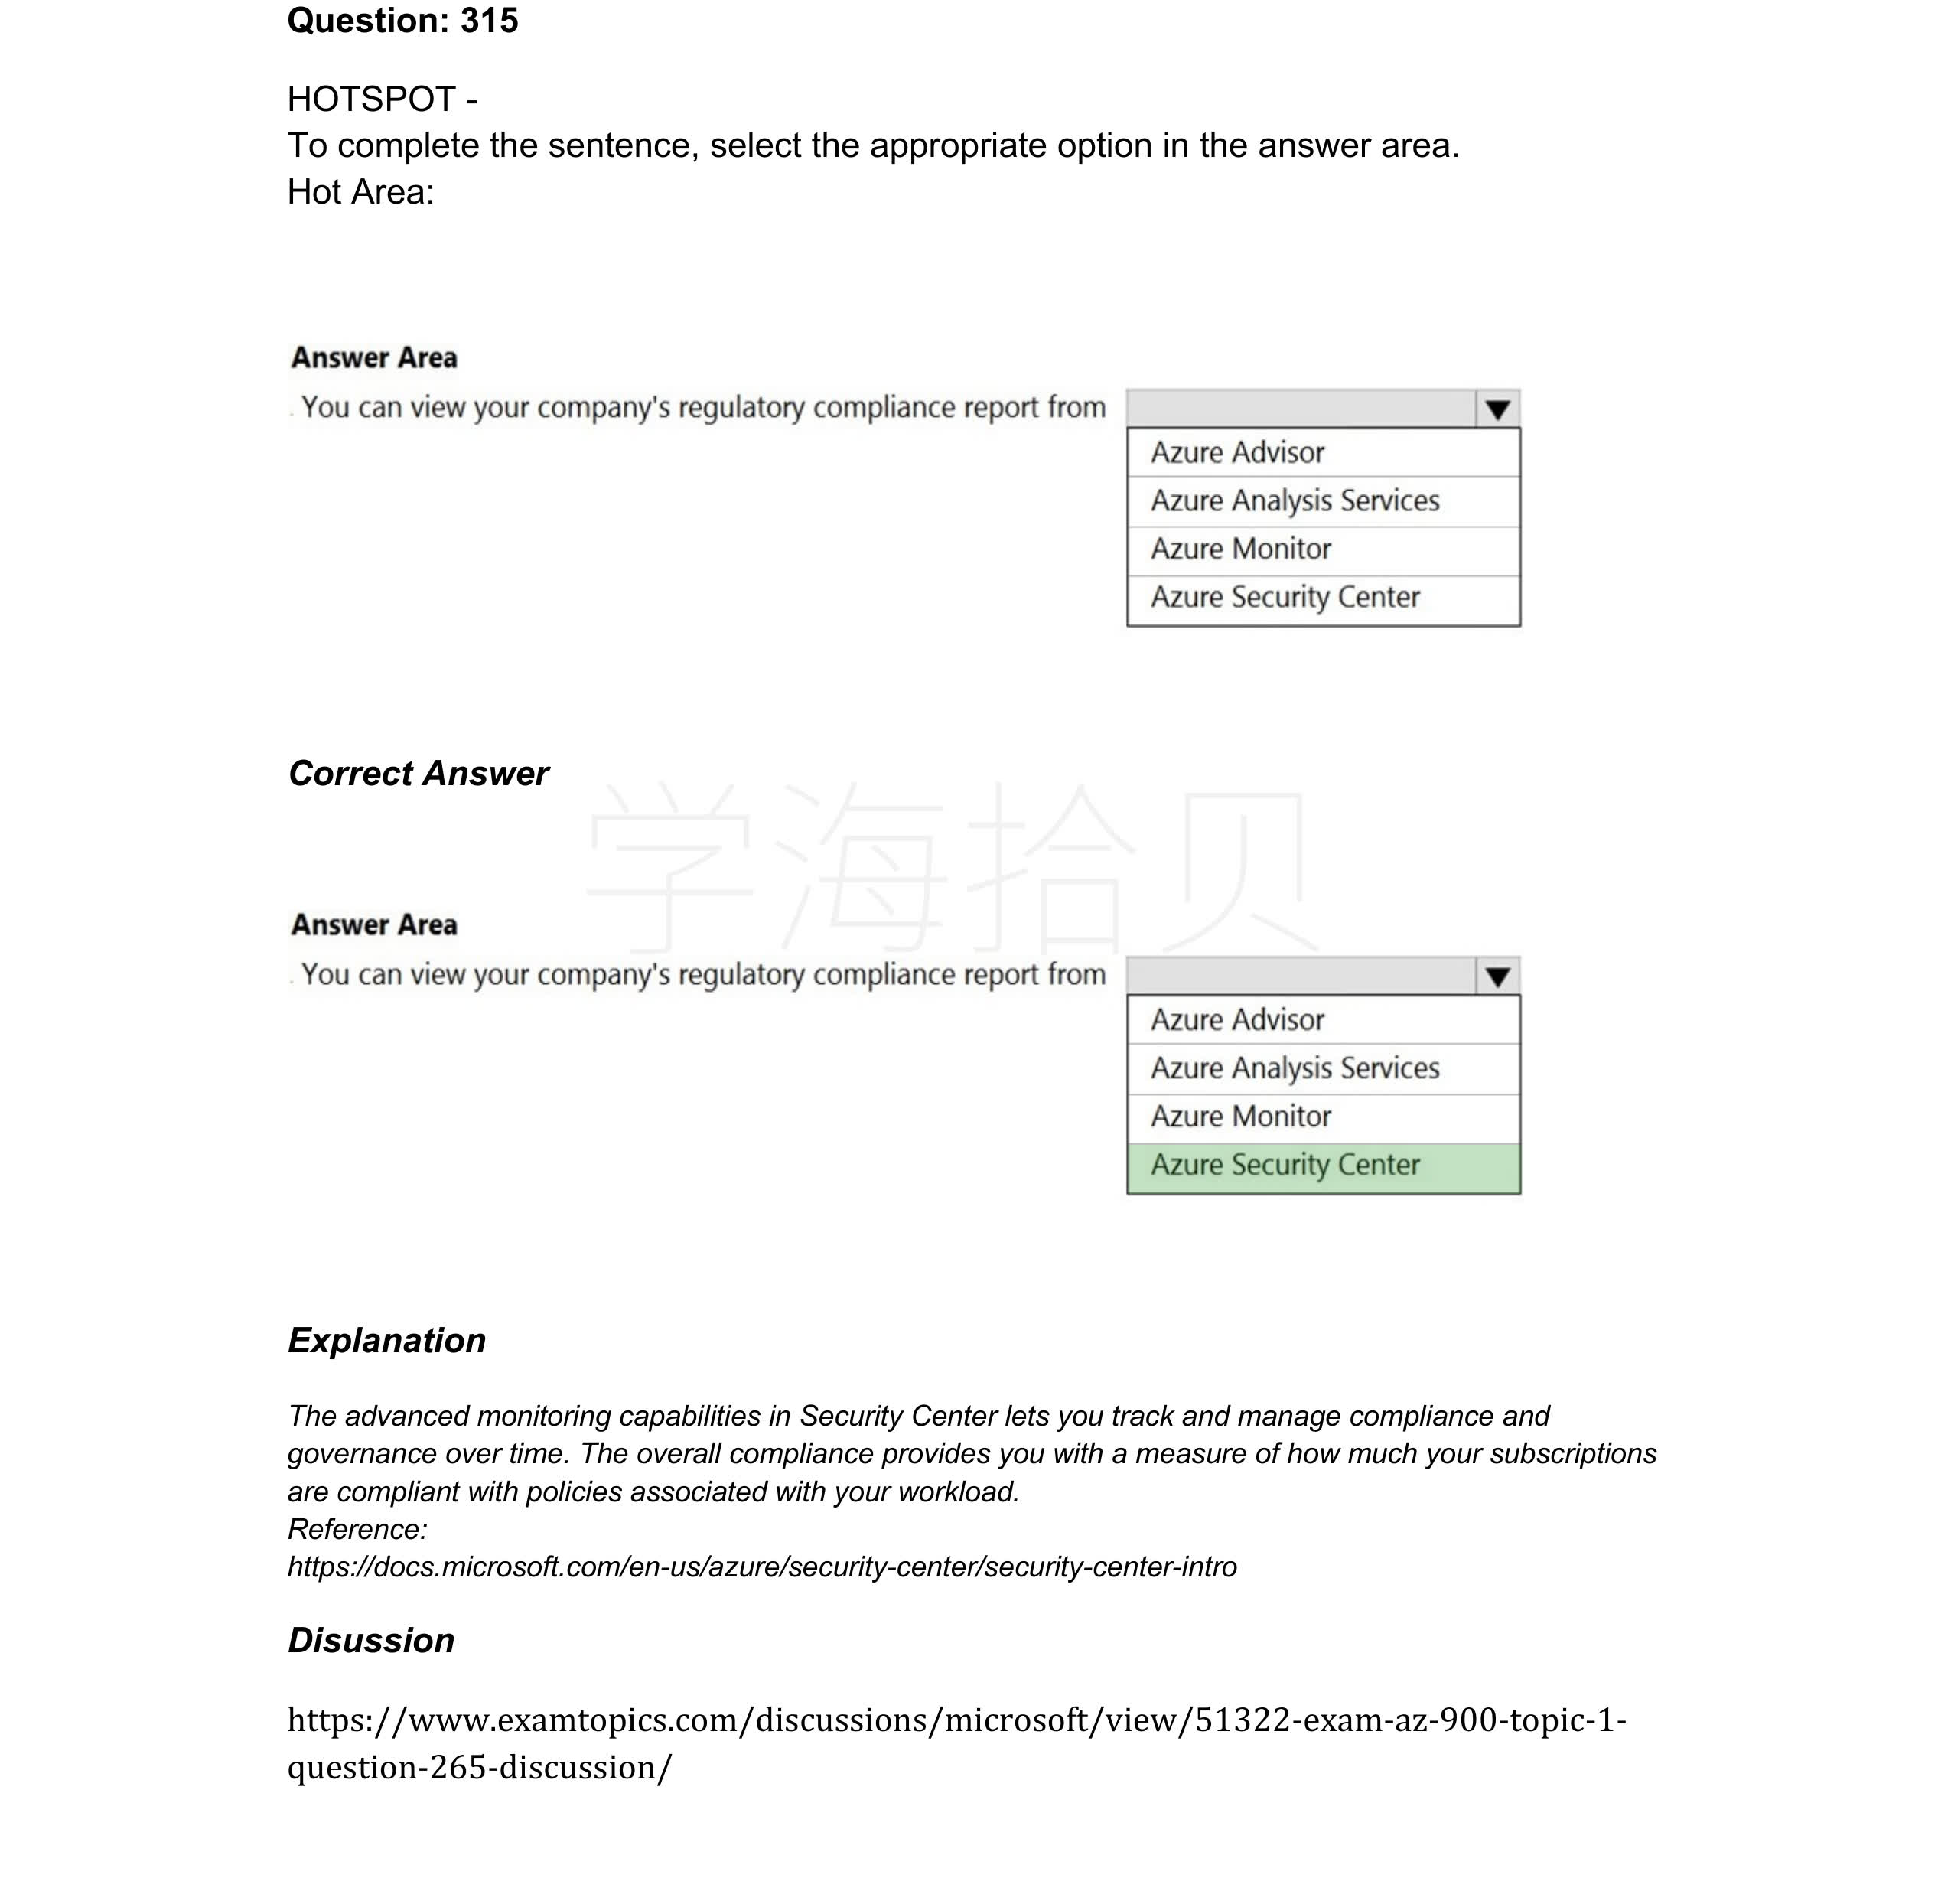 Question: 315
HOTSPOT -
To complete the sentence, select the appropriate option in the answer area.
Hot Area:
Answer Area
. You can view your company's regulatory compliance report from
Azure Advisor
Azure Analysis Services
Azure Monitor
Azure Security Center
Correct Answer
学海拾贝
Answer Area
. You can view your company's regulatory compliance report from
Azure Advisor
Azure Analysis Services
Azure Monitor
Azure Security Center
Explanation
The advanced monitoring capabilities in Security Center lets you track and manage compliance and
governance over time. The overall compliance provides you with a measure of how much your subscriptions
are compliant with policies associated with your workload.
Reference:
https://docs.microsoft.com/en-us/azure/security-center/security-center-intro
Disussion
https://www.examtopics.com/discussions/microsoft/view/51322-exam-az-900-topic-1-
question-265-discussion/